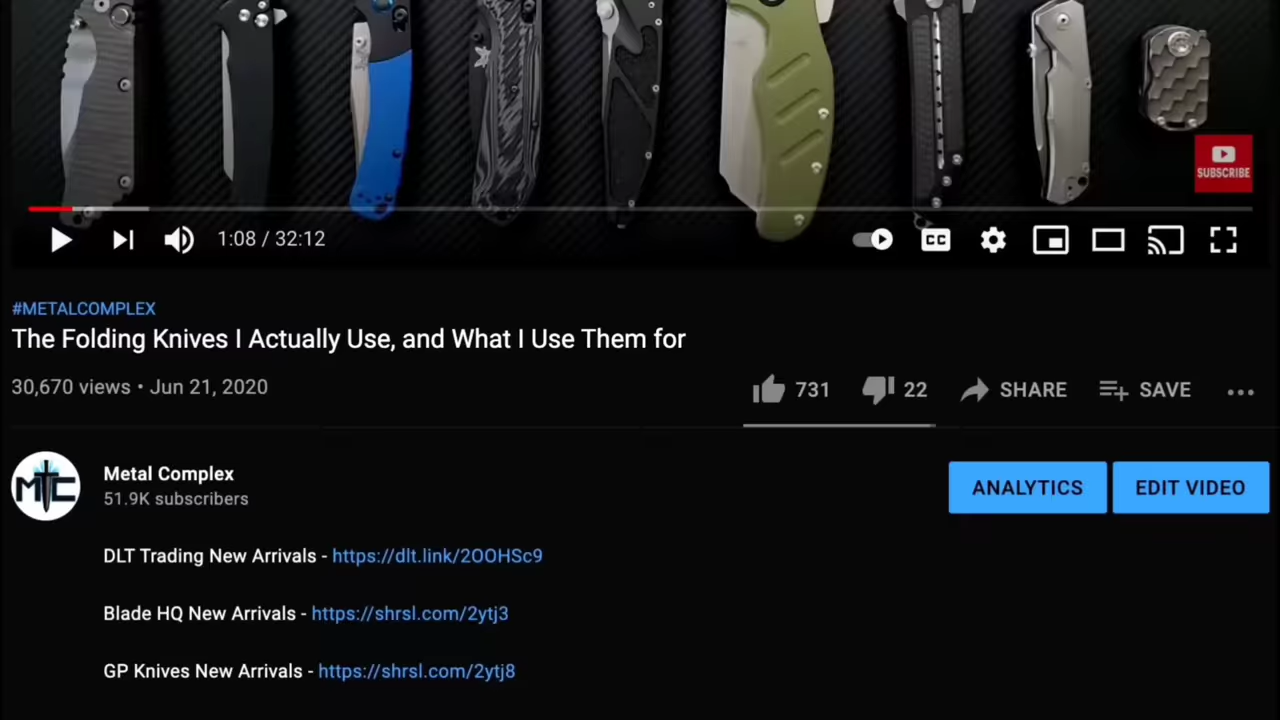 SUBSCRIBE
1:08 / 32:12
CC
#METALCOMPLEX
The Folding Knives I Actually Use, and What I Use Them for
30,670 views • Jun 21, 2020
731 22 SHARE SAVE
MTC
Metal Complex
51.9K subscribers
ANALYTICS EDIT VIDEO
DLT Trading New Arrivals - https://dlt.link/2OOHSc9
Blade HQ New Arrivals - https://shrsl.com/2ytj3
GP Knives New Arrivals - https://shrsl.com/2ytj8